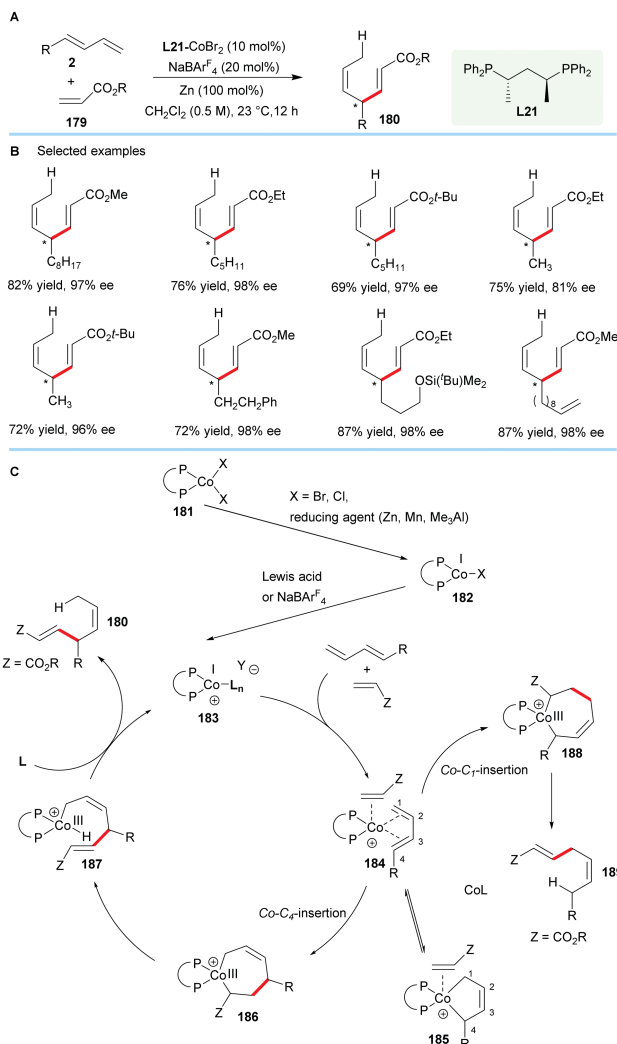 A
R
2
+
CO₂R
179
L21-CoBr₂ (10 mol%)
NaBArᶠ₄ (20 mol%)
Zn (100 mol%)
CH₂Cl₂ (0.5 M), 23 °C,12 h
H
CO₂R
*
R
180
Ph₂P
PPh₂
L21
B Selected examples
H
CO₂Me
*
C₈H₁₇
82% yield, 97% ee
H
CO₂Et
*
C₅H₁₁
76% yield, 98% ee
H
CO₂t-Bu
*
C₅H₁₁
69% yield, 97% ee
H
CO₂Et
*
CH₃
75% yield, 81% ee
H
CO₂t-Bu
*
CH₃
72% yield, 96% ee
H
CO₂Me
*
CH₂CH₂Ph
72% yield, 98% ee
H
CO₂Et
*
OSi(ᵗBu)Me₂
87% yield, 98% ee
H
CO₂Me
*
( )₈
87% yield, 98% ee
C
P
P
Co
X
X
181
X = Br, Cl,
reducing agent (Zn, Mn, Me₃Al)
P
P
I
Co-X
182
Lewis acid
or NaBArᶠ₄
H
180
Z
R
Z = CO₂R
P
P
I
Co-Lₙ
Y ⊖
⊕
183
R
+
Z
L
Z
P
P
Co
⊕
1
2
3
4
R
184
Co-C₁-insertion
Z
⊕
P
P
Co
III
R
188
Z
H
R
189
Z = CO₂R
CoL
⊕
P
P
Co
III
H
Z
R
187
Co-C₄-insertion
⊕
P
P
Co
III
Z
R
186
Z
P
P
Co
⊕
1
2
3
4
R
185